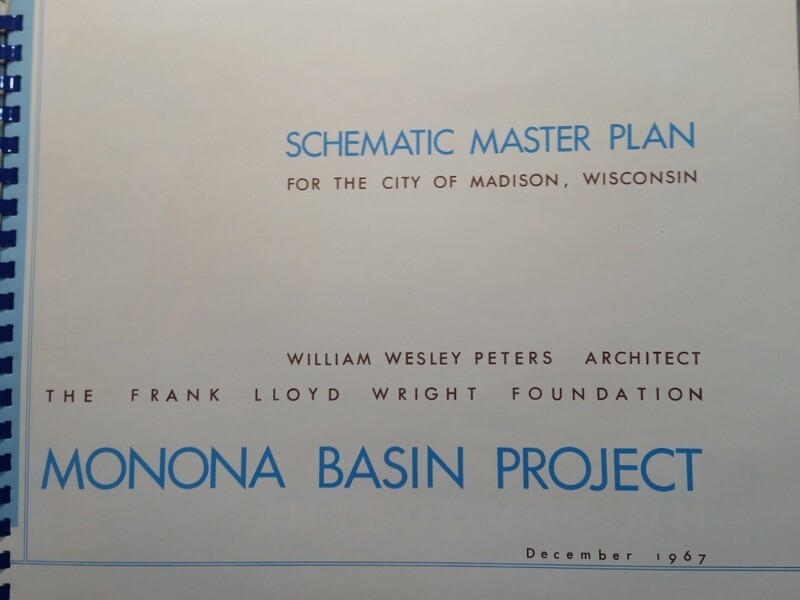 SCHEMATIC MASTER PLAN
FOR THE CITY OF MADISON, WISCONSIN
WILLIAM WESLEY PETERS ARCHITECT
THE FRANK LLOYD WRIGHT FOUNDATION
MONONA BASIN PROJECT
December 1967